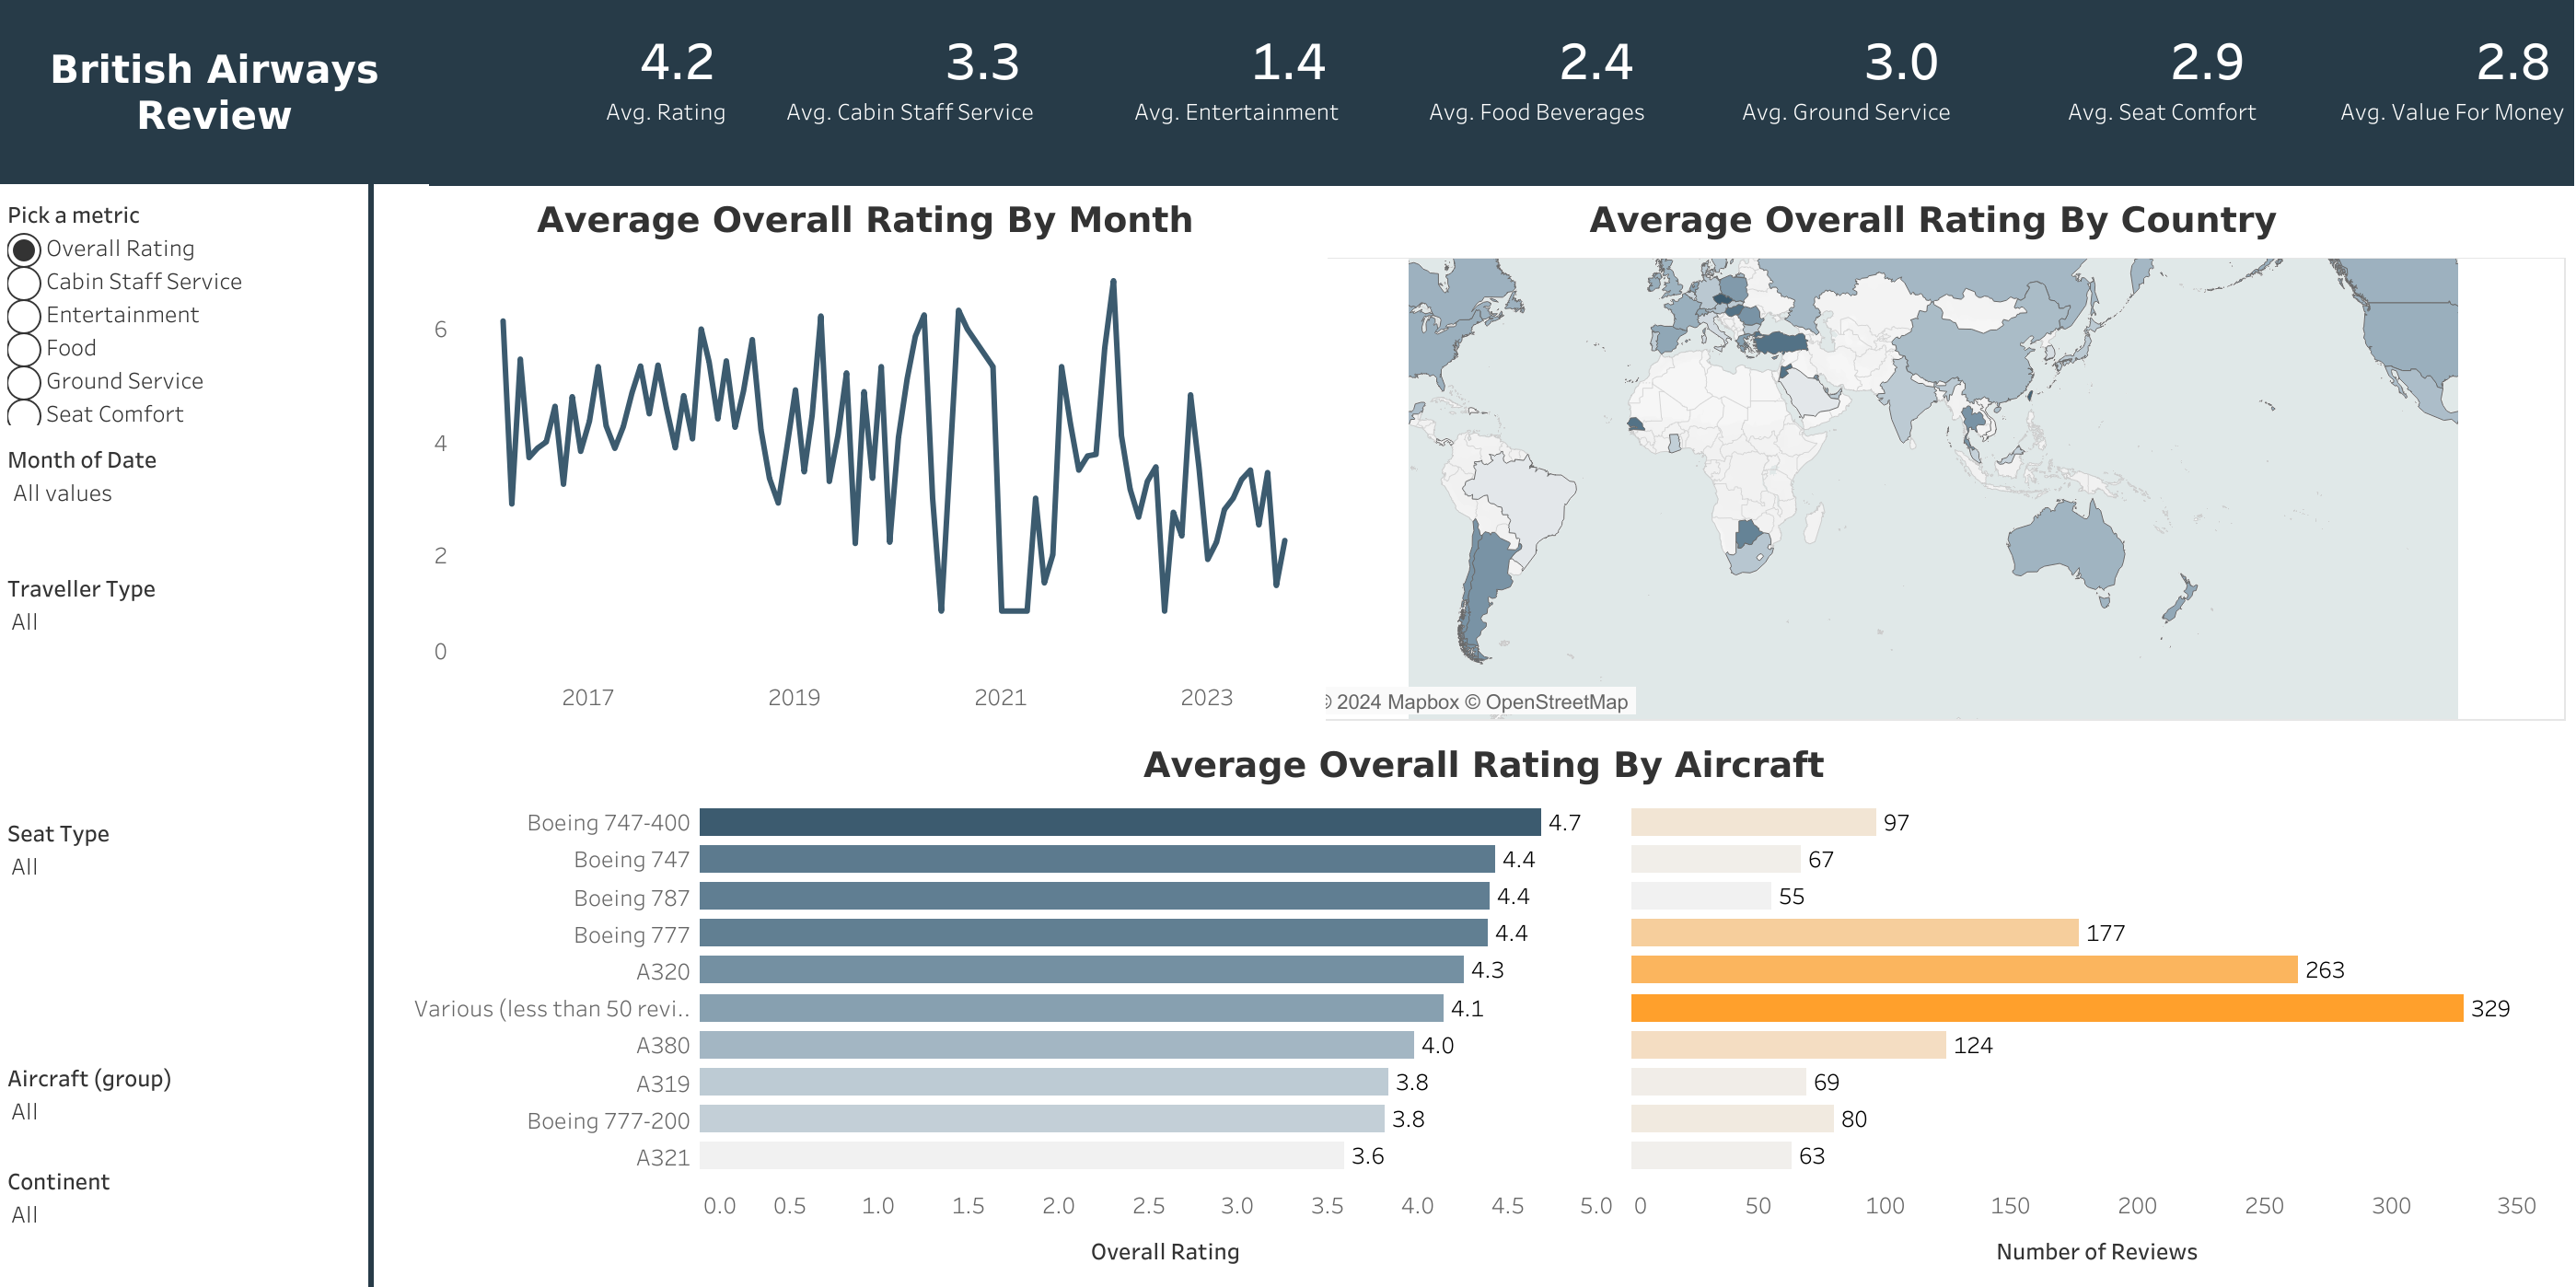 British Airways
Review
4.2
Avg. Rating
3.3
Avg. Cabin Staff Service
1.4
Avg. Entertainment
2.4
Avg. Food Beverages
3.0
Avg. Ground Service
2.9
Avg. Seat Comfort
2.8
Avg. Value For Money
Pick a metric
Overall Rating
Cabin Staff Service
Entertainment
Food
Ground Service
Seat Comfort
Month of Date
All values
Traveller Type
All
Seat Type
All
Aircraft (group)
All
Continent
All
Average Overall Rating By Month
6
4
2
0
2017 2019 2021 2023
Average Overall Rating By Country
© 2024 Mapbox © OpenStreetMap
Average Overall Rating By Aircraft
Boeing 747-400 4.7 97
Boeing 747 4.4 67
Boeing 787 4.4 55
Boeing 777 4.4 177
A320 4.3 263
Various (less than 50 revi.. 4.1 329
A380 4.0 124
A319 3.8 69
Boeing 777-200 3.8 80
A321 3.6 63
0.0 0.5 1.0 1.5 2.0 2.5 3.0 3.5 4.0 4.5 5.0 0 50 100 150 200 250 300 350
Overall Rating Number of Reviews